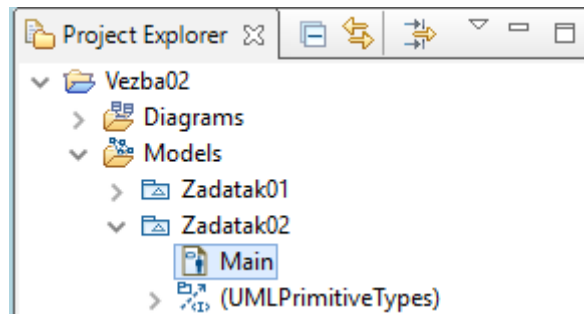 Project Explorer
Vezba02
Diagrams
Models
Zadatak01
Zadatak02
Main
(UMLPrimitiveTypes)